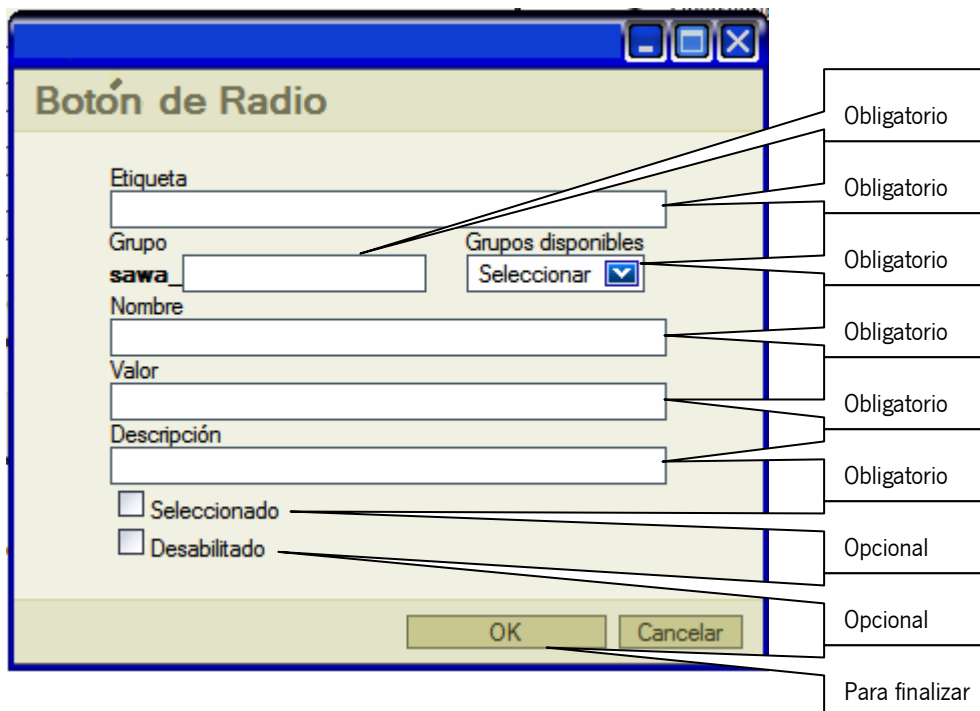 Botón de Radio
Etiqueta
Grupo
Grupos disponibles
sawa_
Seleccionar
Nombre
Valor
Descripción
Seleccionado
Desabilitado
OK
Cancelar
Obligatorio
Obligatorio
Obligatorio
Obligatorio
Obligatorio
Obligatorio
Opcional
Opcional
Para finalizar